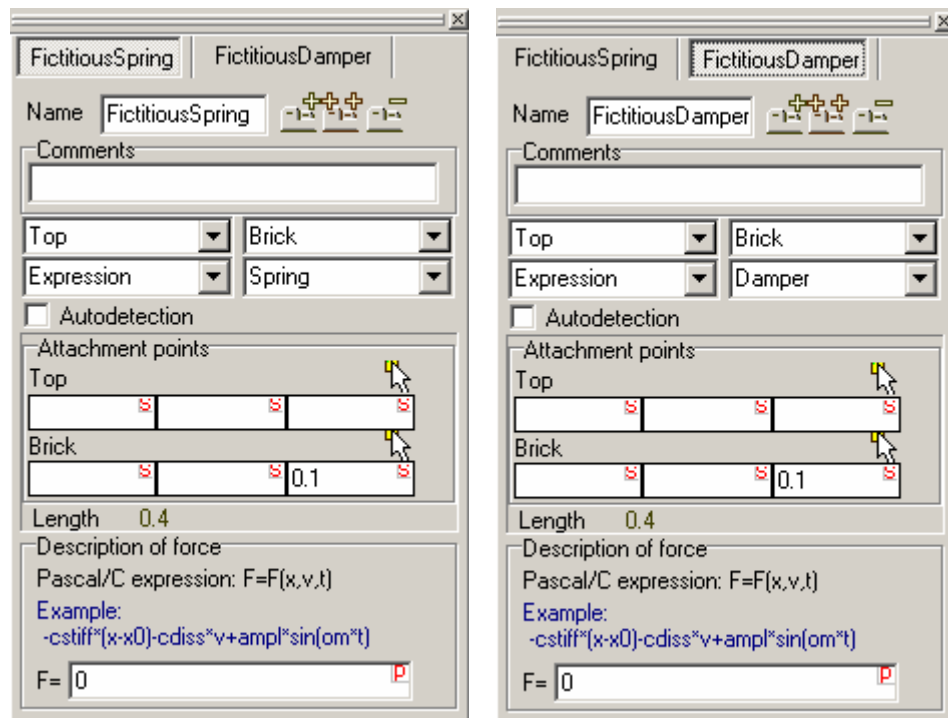 FictitiousSpring FictitiousDamper
Name FictitiousSpring
Comments
Top Brick
Expression Spring
Autodetection
Attachment points
Top
S S S
Brick
S S 0.1 S
Length 0.4
Description of force
Pascal/C expression: F=F(x,v,t)
Example:
-cstiff*(x-x0)-cdiss*v+ampl*sin(om*t)
F= 0 P
FictitiousSpring FictitiousDamper
Name FictitiousDamper
Comments
Top Brick
Expression Damper
Autodetection
Attachment points
Top
S S S
Brick
S S 0.1 S
Length 0.4
Description of force
Pascal/C expression: F=F(x,v,t)
Example:
-cstiff*(x-x0)-cdiss*v+ampl*sin(om*t)
F= 0 P